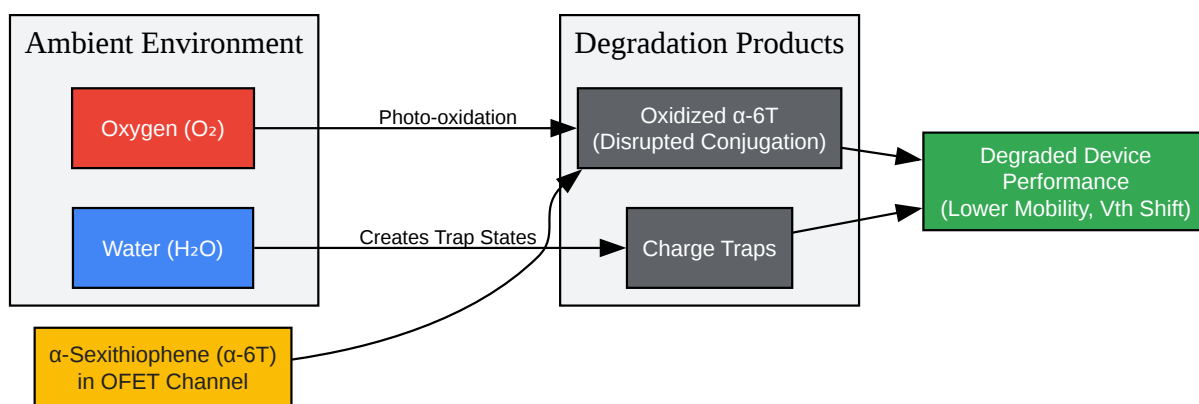 Ambient Environment
Oxygen (O₂)
Water (H₂O)
α-Sexithiophene (α-6T)
in OFET Channel
Photo-oxidation
Creates Trap States
Degradation Products
Oxidized α-6T
(Disrupted Conjugation)
Charge Traps
Degraded Device
Performance
(Lower Mobility, Vth Shift)